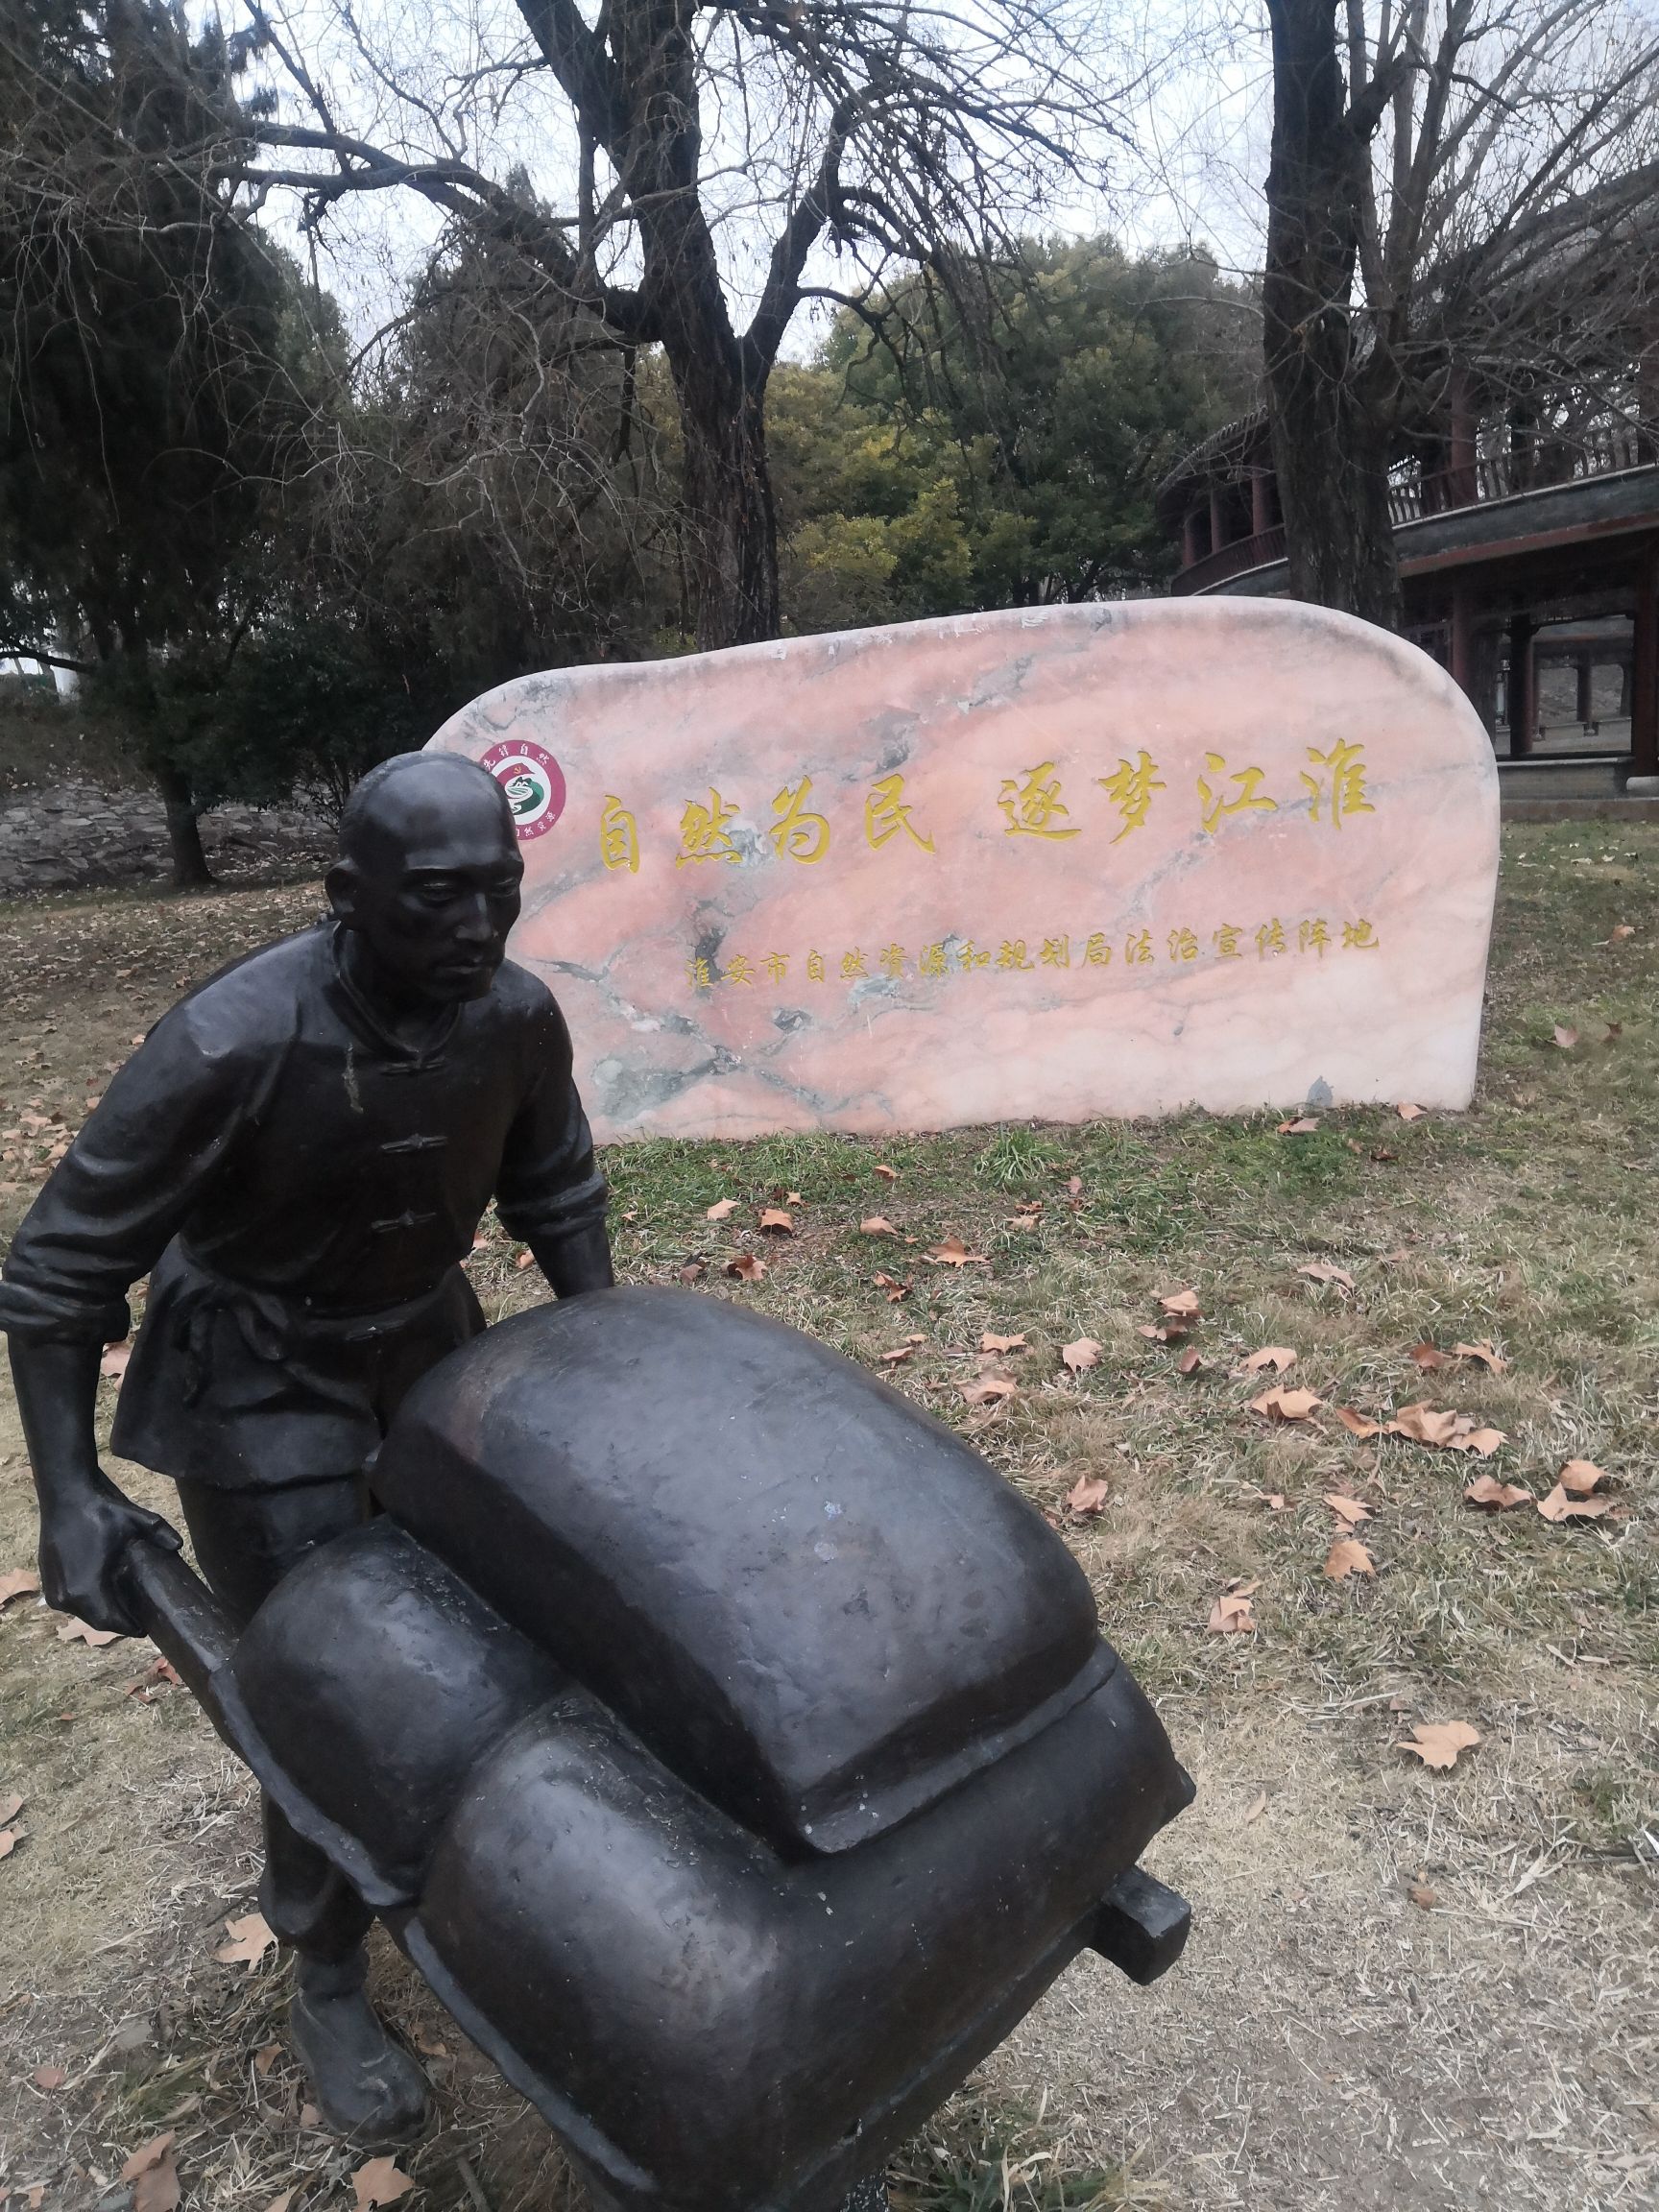 自然为民 逐梦江淮
淮安市自然资源和规划局法治宣传阵地